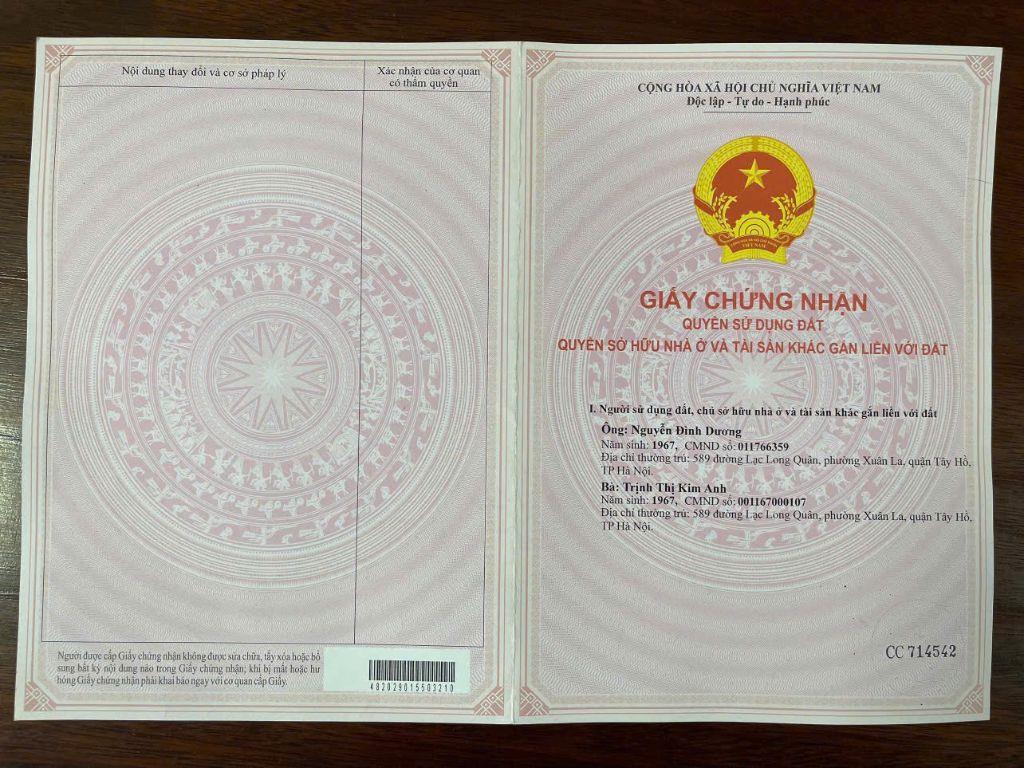 Nội dung thay đổi và cơ sở pháp lý
Xác nhận của cơ quan
có thẩm quyền
Người được cấp Giấy chứng nhận không được sửa chữa, tẩy xóa hoặc bổ
sung bất kỳ nội dung nào trong Giấy chứng nhận; khi bị mất hoặc hư
hỏng Giấy chứng nhận phải khai báo ngay với cơ quan cấp Giấy.
482029015503210
CỘNG HÒA XÃ HỘI CHỦ NGHĨA VIỆT NAM
Độc lập - Tự do - Hạnh phúc
VIỆT NAM
GIẤY CHỨNG NHẬN
QUYỀN SỬ DỤNG ĐẤT
QUYỀN SỞ HỮU NHÀ Ở VÀ TÀI SẢN KHÁC GẮN LIỀN VỚI ĐẤT
I. Người sử dụng đất, chủ sở hữu nhà ở và tài sản khác gắn liền với đất
Ông: Nguyễn Đình Dương
Năm sinh: 1967, CMND số: 011766359
Địa chỉ thường trú: 589 đường Lạc Long Quân, phường Xuân La, quận Tây Hồ,
TP Hà Nội.
Bà: Trịnh Thị Kim Anh
Năm sinh: 1967, CMND số: 001167000107
Địa chỉ thường trú: 589 đường Lạc Long Quân, phường Xuân La, quận Tây Hồ,
TP Hà Nội.
CC 714542